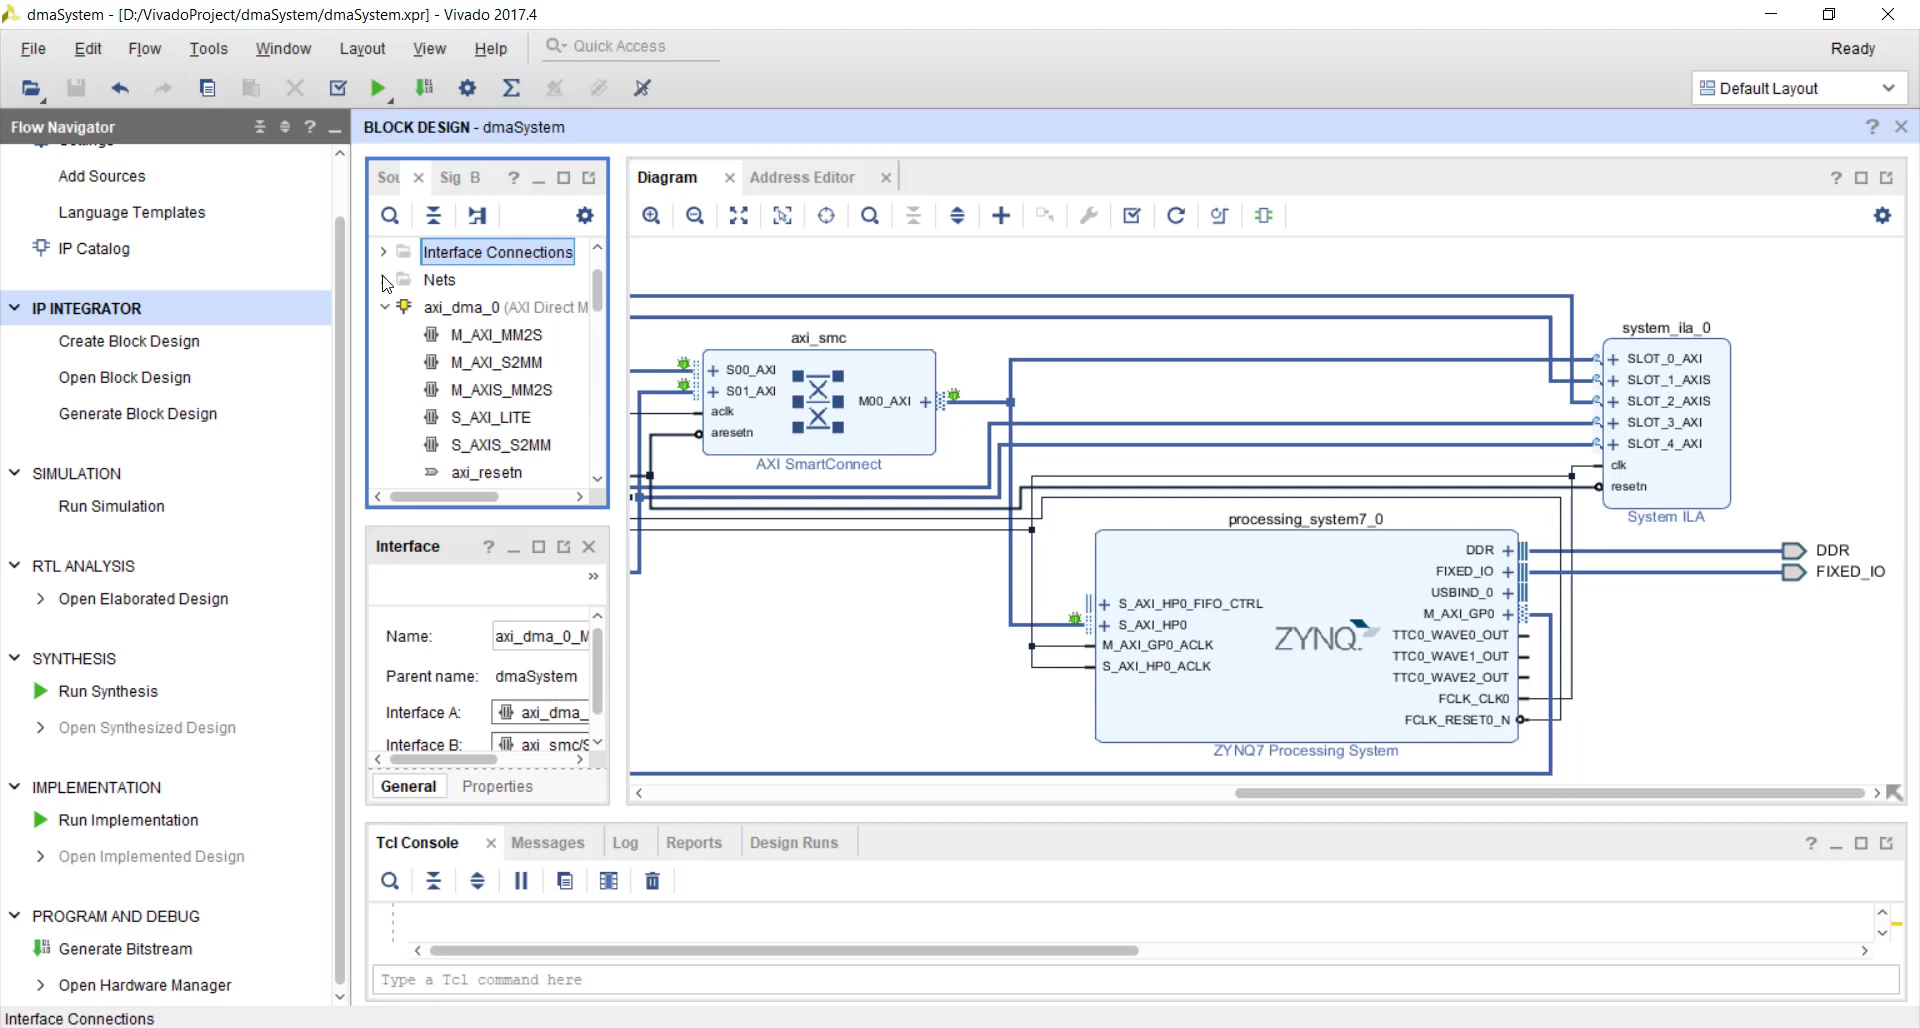 dmaSystem - [D:/VivadoProject/dmaSystem/dmaSystem.xpr] - Vivado 2017.4
File Edit Flow Tools Window Layout View Help Quick Access Ready
Default Layout
Flow Navigator
Settings
Add Sources
Language Templates
IP Catalog
IP INTEGRATOR
Create Block Design
Open Block Design
Generate Block Design
SIMULATION
Run Simulation
RTL ANALYSIS
Open Elaborated Design
SYNTHESIS
Run Synthesis
Open Synthesized Design
IMPLEMENTATION
Run Implementation
Open Implemented Design
PROGRAM AND DEBUG
Generate Bitstream
Open Hardware Manager
BLOCK DESIGN - dmaSystem
Sou Sig B
Interface Connections
Nets
axi_dma_0 (AXI Direct M
M_AXI_MM2S
M_AXI_S2MM
M_AXIS_MM2S
S_AXI_LITE
S_AXIS_S2MM
axi_resetn
Interface
Name: axi_dma_0_M
Parent name: dmaSystem
Interface A: axi_dma_
Interface B: axi_smc/S
General Properties
Diagram Address Editor
axi_smc
S00_AXI
S01_AXI
aclk
aresetn
M00_AXI
AXI SmartConnect
system_ila_0
SLOT_0_AXI
SLOT_1_AXIS
SLOT_2_AXIS
SLOT_3_AXI
SLOT_4_AXI
clk
resetn
System ILA
processing_system7_0
S_AXI_HP0_FIFO_CTRL
S_AXI_HP0
M_AXI_GP0_ACLK
S_AXI_HP0_ACLK
ZYNQ
DDR
FIXED_IO
USBIND_0
M_AXI_GP0
TTC0_WAVE0_OUT
TTC0_WAVE1_OUT
TTC0_WAVE2_OUT
FCLK_CLK0
FCLK_RESET0_N
ZYNQ7 Processing System
DDR
FIXED_IO
Tcl Console Messages Log Reports Design Runs
Type a Tcl command here
Interface Connections